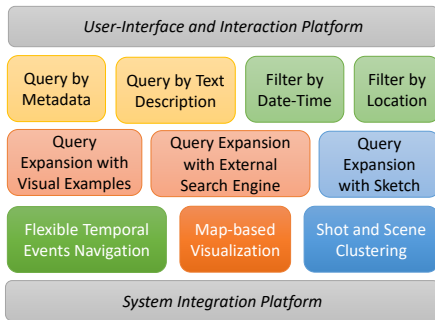 User-Interface and Interaction Platform
Query by
Metadata
Query by Text
Description
Filter by
Date-Time
Filter by
Location
Query
Expansion with
Visual Examples
Query Expansion
with External
Search Engine
Query
Expansion
with Sketch
Flexible Temporal
Events Navigation
Map-based
Visualization
Shot and Scene
Clustering
System Integration Platform